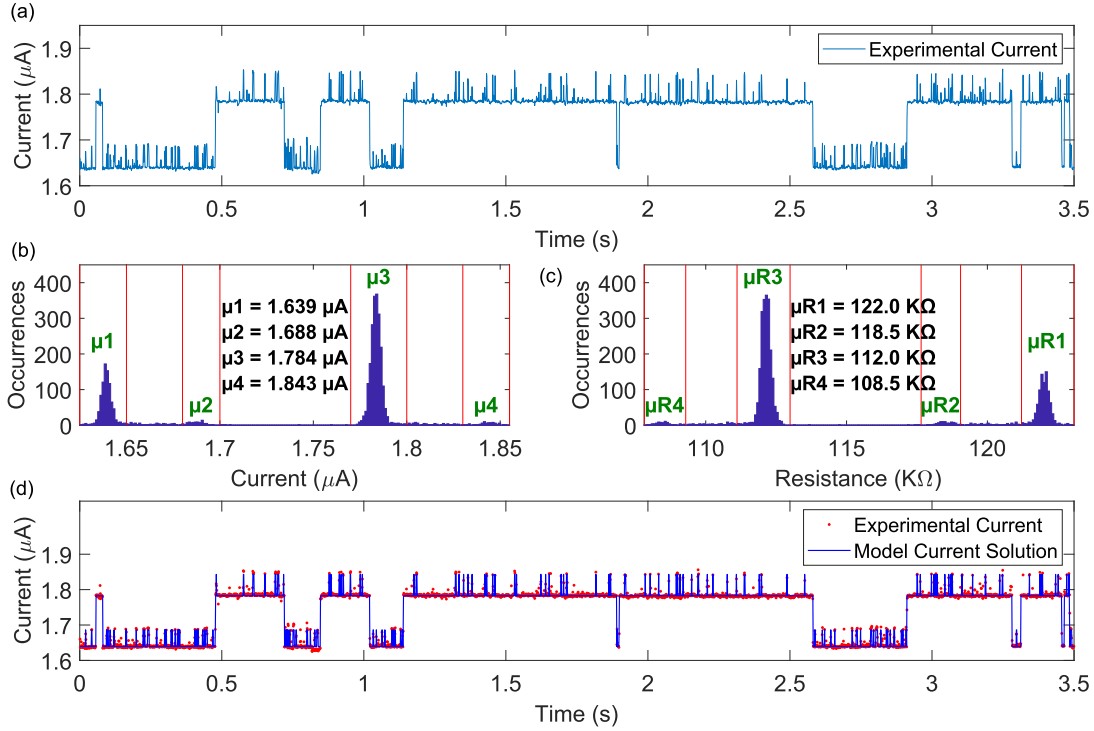 (a)
Current (μA)
1.9
1.8
1.7
1.6
Experimental Current
0 0.5 1 1.5 2 2.5 3 3.5
Time (s)
(b)
Occurrences
400
300
200
100
0
μ1
μ2
μ3
μ4
μ1 = 1.639 μA
μ2 = 1.688 μA
μ3 = 1.784 μA
μ4 = 1.843 μA
1.65 1.7 1.75 1.8 1.85
Current (μA)
(c)
Occurrences
400
300
200
100
0
μR4
μR3
μR2
μR1
μR1 = 122.0 KΩ
μR2 = 118.5 KΩ
μR3 = 112.0 KΩ
μR4 = 108.5 KΩ
110 115 120
Resistance (KΩ)
(d)
Current (μA)
1.9
1.8
1.7
1.6
Experimental Current
Model Current Solution
0 0.5 1 1.5 2 2.5 3 3.5
Time (s)